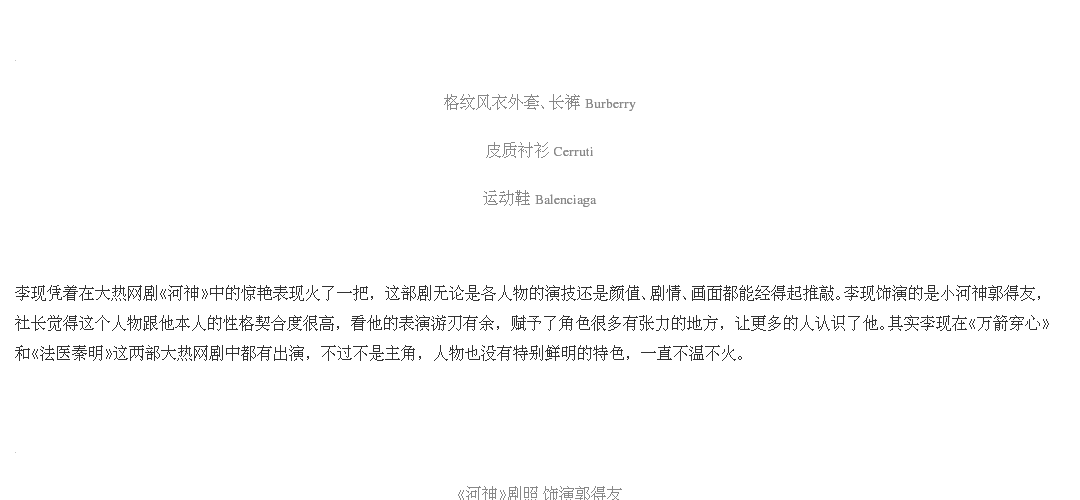 格纹风衣外套、长裤 Burberry
皮质衬衫 Cerruti
运动鞋 Balenciaga
李现凭着在大热网剧《河神》中的惊艳表现火了一把，这部剧无论是各人物的演技还是颜值、剧情、画面都能经得起推敲。李现饰演的是小河神郭得友，
社长觉得这个人物跟他本人的性格契合度很高，看他的表演游刃有余，赋予了角色很多有张力的地方，让更多的人认识了他。其实李现在《万箭穿心》
和《法医秦明》这两部大热网剧中都有出演，不过不是主角，人物也没有特别鲜明的特色，一直不温不火。
《河神》剧照 饰演郭得友